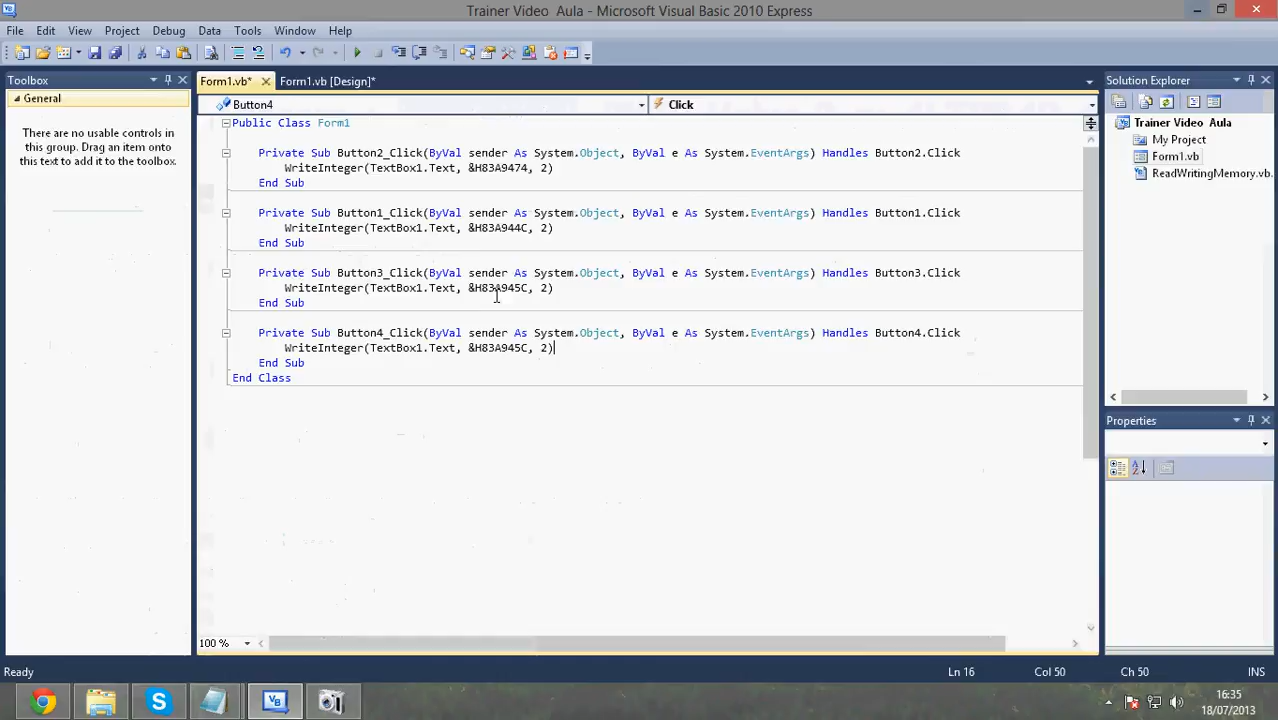 Trainer Video  Aula - Microsoft Visual Basic 2010 Express
File Edit View Project Debug Data Tools Window Help
Toolbox
General
There are no usable controls in
this group. Drag an item onto
this text to add it to the toolbox.
Form1.vb* Form1.vb [Design]*
Button4 Click
Public Class Form1
Private Sub Button2_Click(ByVal sender As System.Object, ByVal e As System.EventArgs) Handles Button2.Click
WriteInteger(TextBox1.Text, &H83A9474, 2)
End Sub
Private Sub Button1_Click(ByVal sender As System.Object, ByVal e As System.EventArgs) Handles Button1.Click
WriteInteger(TextBox1.Text, &H83A944C, 2)
End Sub
Private Sub Button3_Click(ByVal sender As System.Object, ByVal e As System.EventArgs) Handles Button3.Click
WriteInteger(TextBox1.Text, &H83A945C, 2)
End Sub
Private Sub Button4_Click(ByVal sender As System.Object, ByVal e As System.EventArgs) Handles Button4.Click
WriteInteger(TextBox1.Text, &H83A945C, 2)
End Sub
End Class
100 %
Solution Explorer
Trainer Video  Aula
My Project
Form1.vb
ReadWritingMemory.vb
Properties
Ready Ln 16 Col 50 Ch 50 INS
16:35
18/07/2013